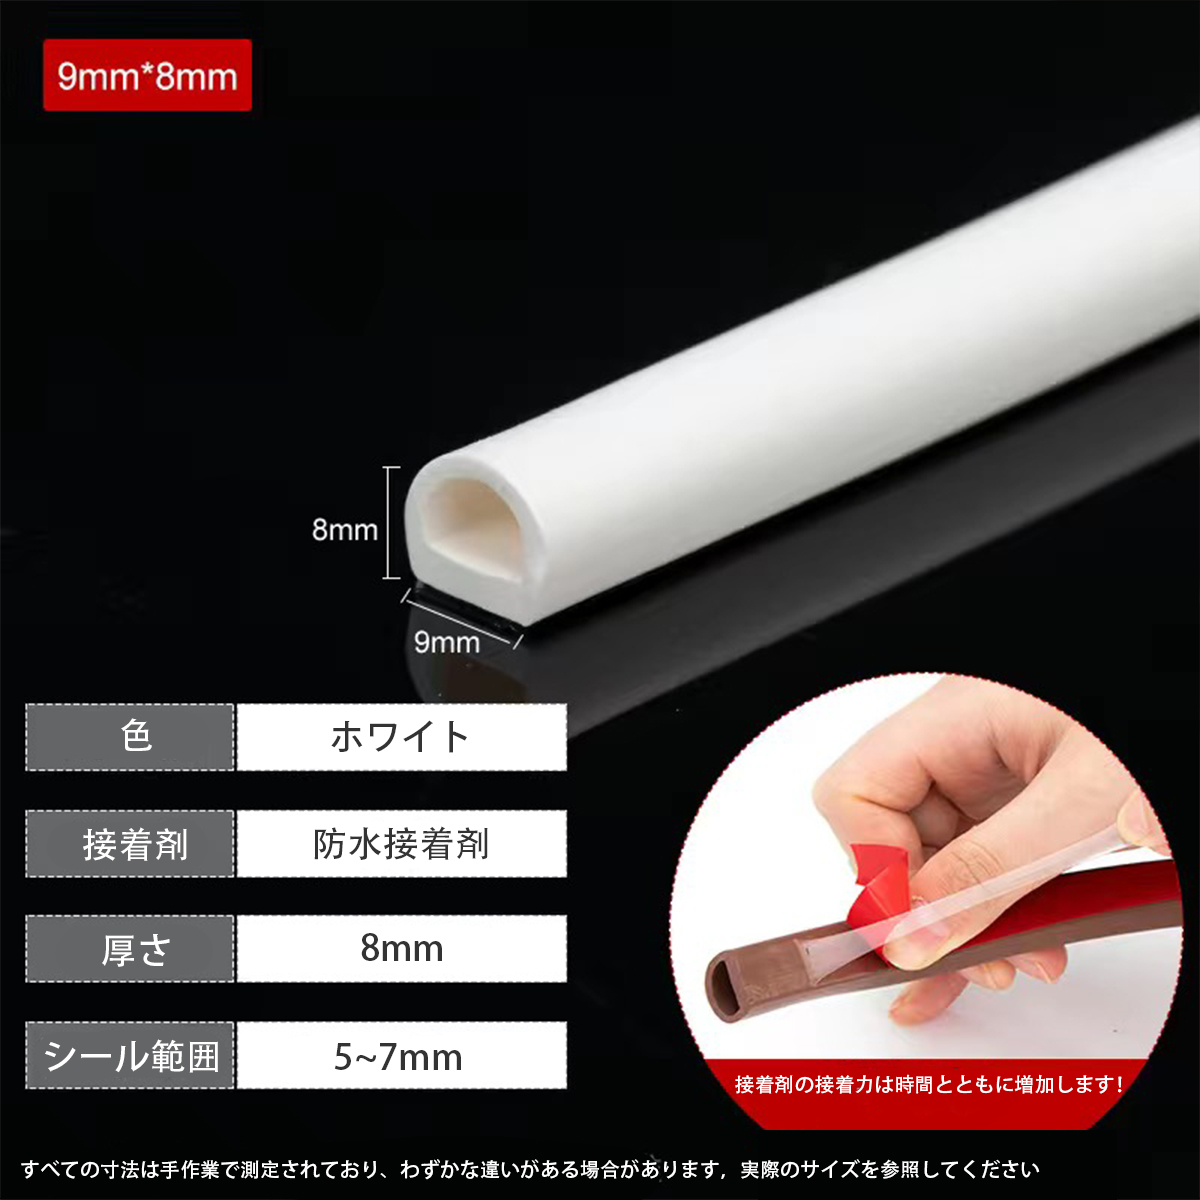 9mm*8mm
8mm
9mm
色 ホワイト
接着剤 防水接着剤
厚さ 8mm
シール範囲 5~7mm
接着剤の接着力は時間とともに増加します!
すべての寸法は手作業で測定されており、わずかな違いがある場合があります，実際のサイズを参照してください